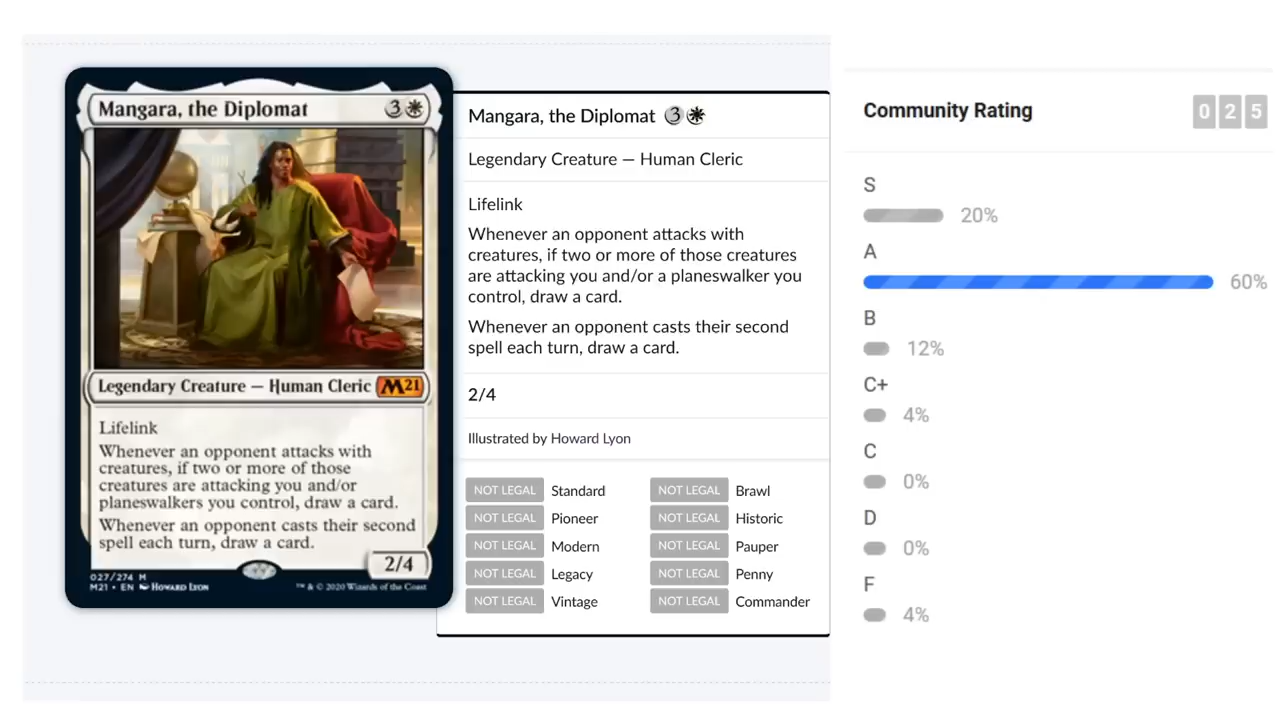 Mangara, the Diplomat 3
Legendary Creature — Human Cleric M21
Lifelink
Whenever an opponent attacks with
creatures, if two or more of those
creatures are attacking you and/or
planeswalkers you control, draw a card.
Whenever an opponent casts their second
spell each turn, draw a card.
2/4
027/274 M
M21 • EN Howard Lyon
™ & © 2020 Wizards of the Coast
Mangara, the Diplomat 3
Legendary Creature — Human Cleric
Lifelink
Whenever an opponent attacks with
creatures, if two or more of those creatures
are attacking you and/or a planeswalker you
control, draw a card.
Whenever an opponent casts their second
spell each turn, draw a card.
2/4
Illustrated by Howard Lyon
NOT LEGAL Standard NOT LEGAL Brawl
NOT LEGAL Pioneer NOT LEGAL Historic
NOT LEGAL Modern NOT LEGAL Pauper
NOT LEGAL Legacy NOT LEGAL Penny
NOT LEGAL Vintage NOT LEGAL Commander
Community Rating 0 2 5
S
20%
A
60%
B
12%
C+
4%
C
0%
D
0%
F
4%